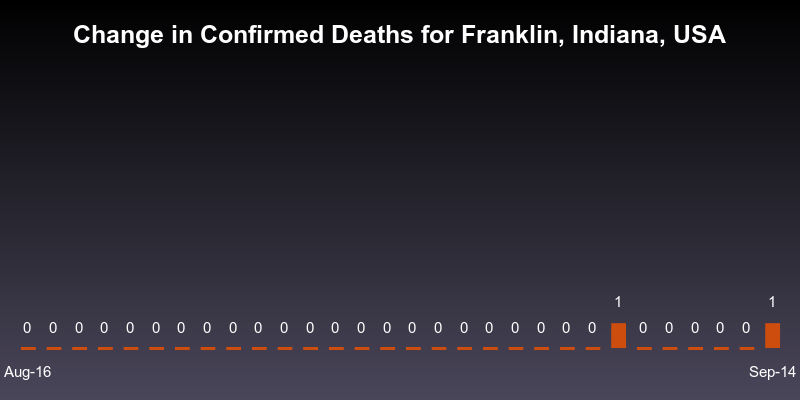 Change in Confirmed Deaths for Franklin, Indiana, USA
1 1
0 0 0 0 0 0 0 0 0 0 0 0 0 0 0 0 0 0 0 0 0 0 0 0 0 0 0 0
Aug-16 Sep-14